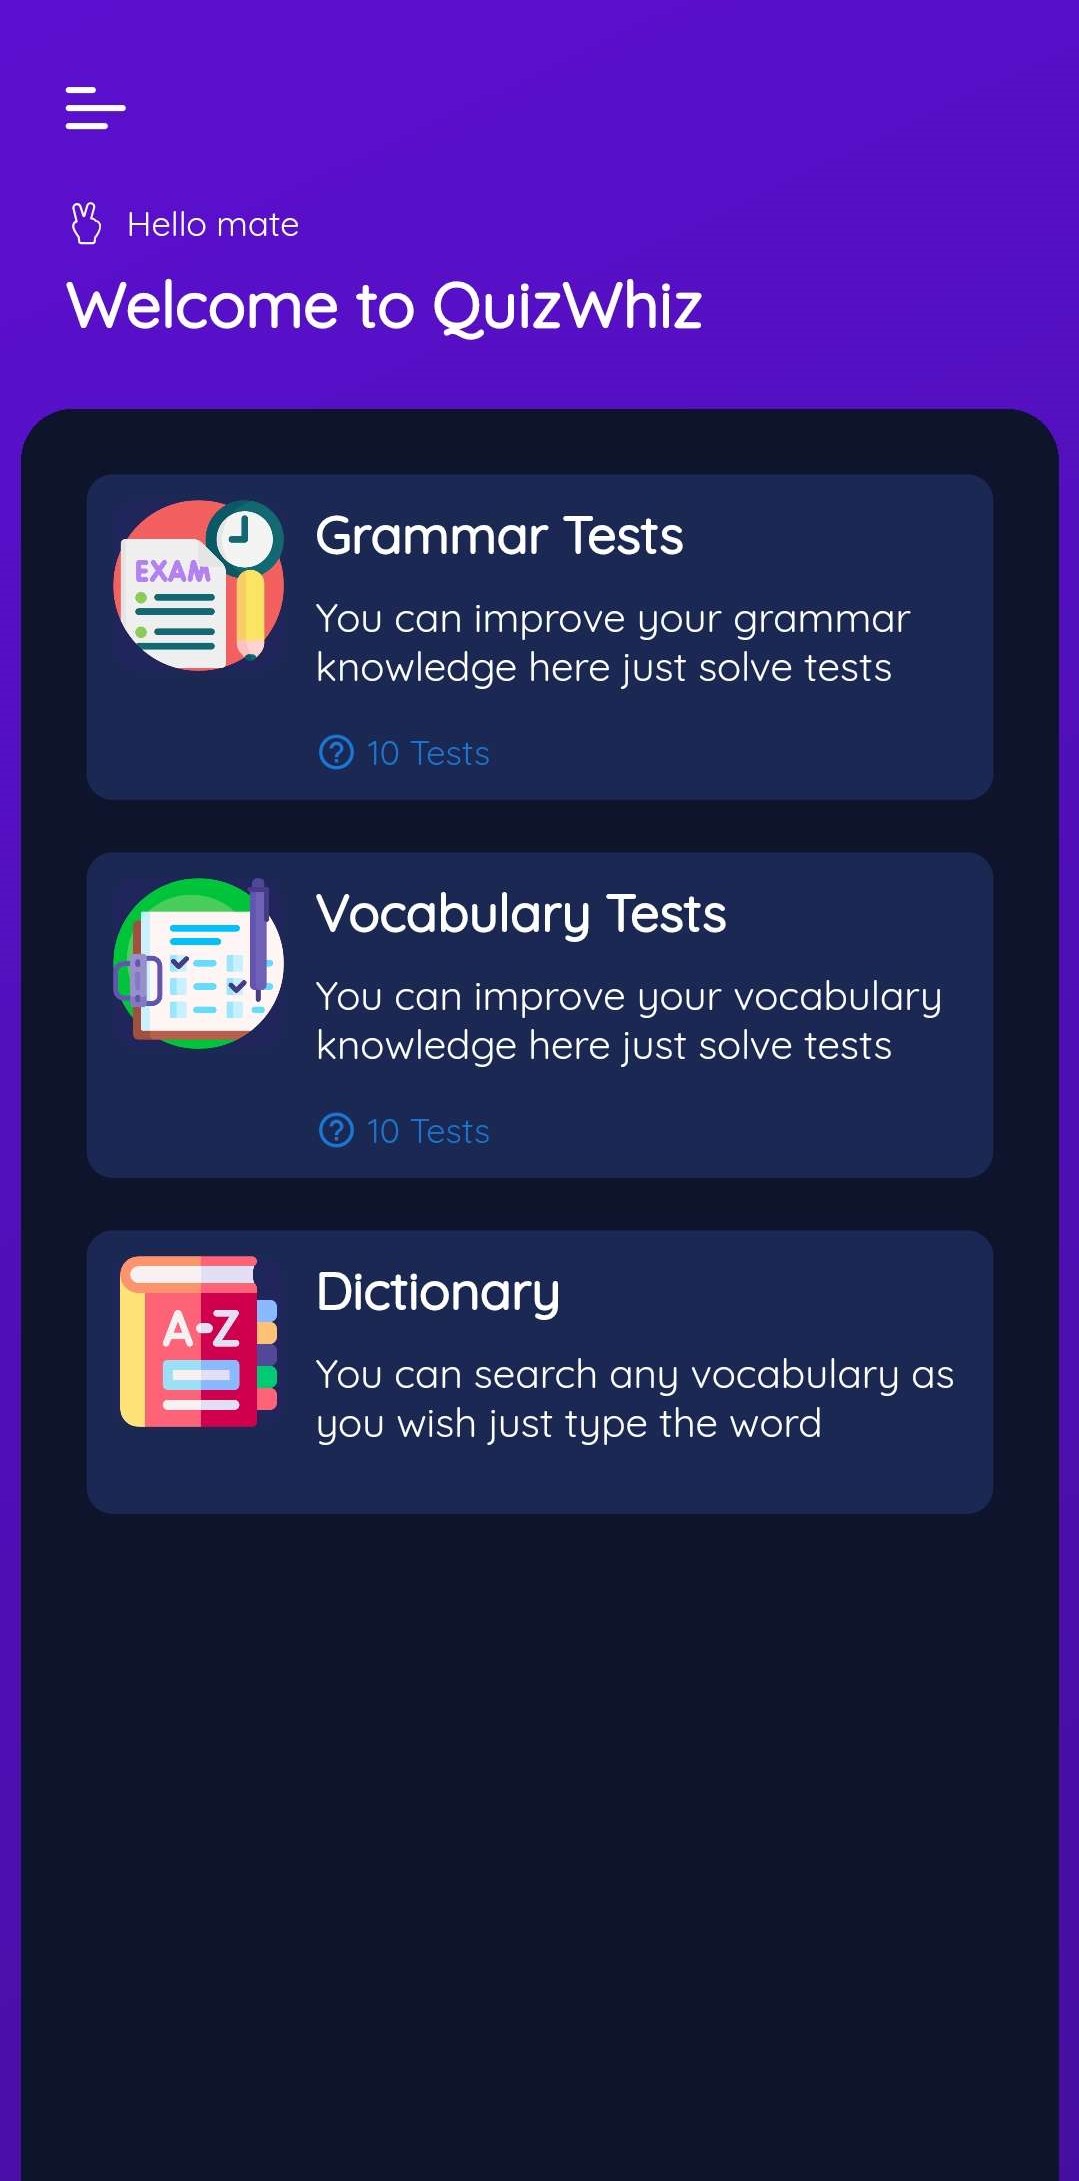 Hello mate
Welcome to QuizWhiz
EXAM
Grammar Tests
You can improve your grammar
knowledge here just solve tests
10 Tests
Vocabulary Tests
You can improve your vocabulary
knowledge here just solve tests
10 Tests
A-Z
Dictionary
You can search any vocabulary as
you wish just type the word